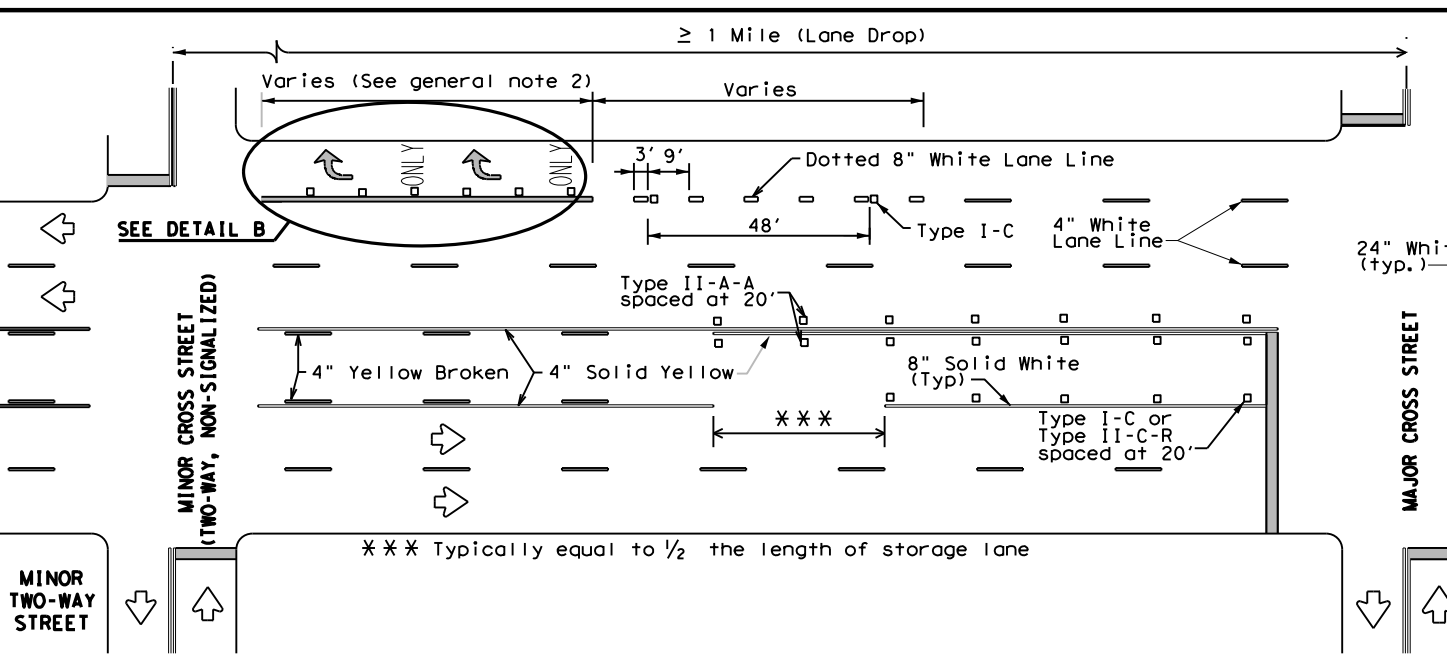 ≥ 1 Mile (Lane Drop)
Varies (See general note 2)
Varies
ONLY
ONLY
3' 9'
Dotted 8" White Lane Line
SEE DETAIL B
48'
Type I-C
4" White
Lane Line
24" Whi
(typ.)
Type II-A-A
spaced at 20'
MINOR CROSS STREET
(TWO-WAY, NON-SIGNALIZED)
4" Yellow Broken
4" Solid Yellow
8" Solid White
(Typ)
***
Type I-C or
Type II-C-R
spaced at 20'
MAJOR CROSS STREET
*** Typically equal to ½ the length of storage lane
MINOR
TWO-WAY
STREET